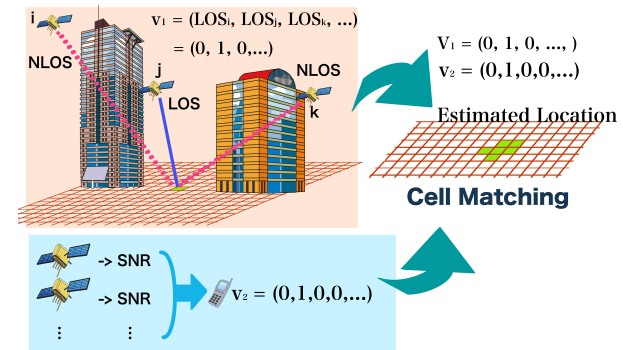 i
v₁ = (LOSᵢ, LOSⱼ, LOSₖ, ...)
= (0, 1, 0,...)
NLOS
j
LOS
NLOS
k
V₁ = (0, 1, 0, ..., )
v₂ = (0,1,0,0,...)
Estimated Location
Cell Matching
-> SNR
-> SNR
⋮ ⋮
v₂ = (0,1,0,0,...)